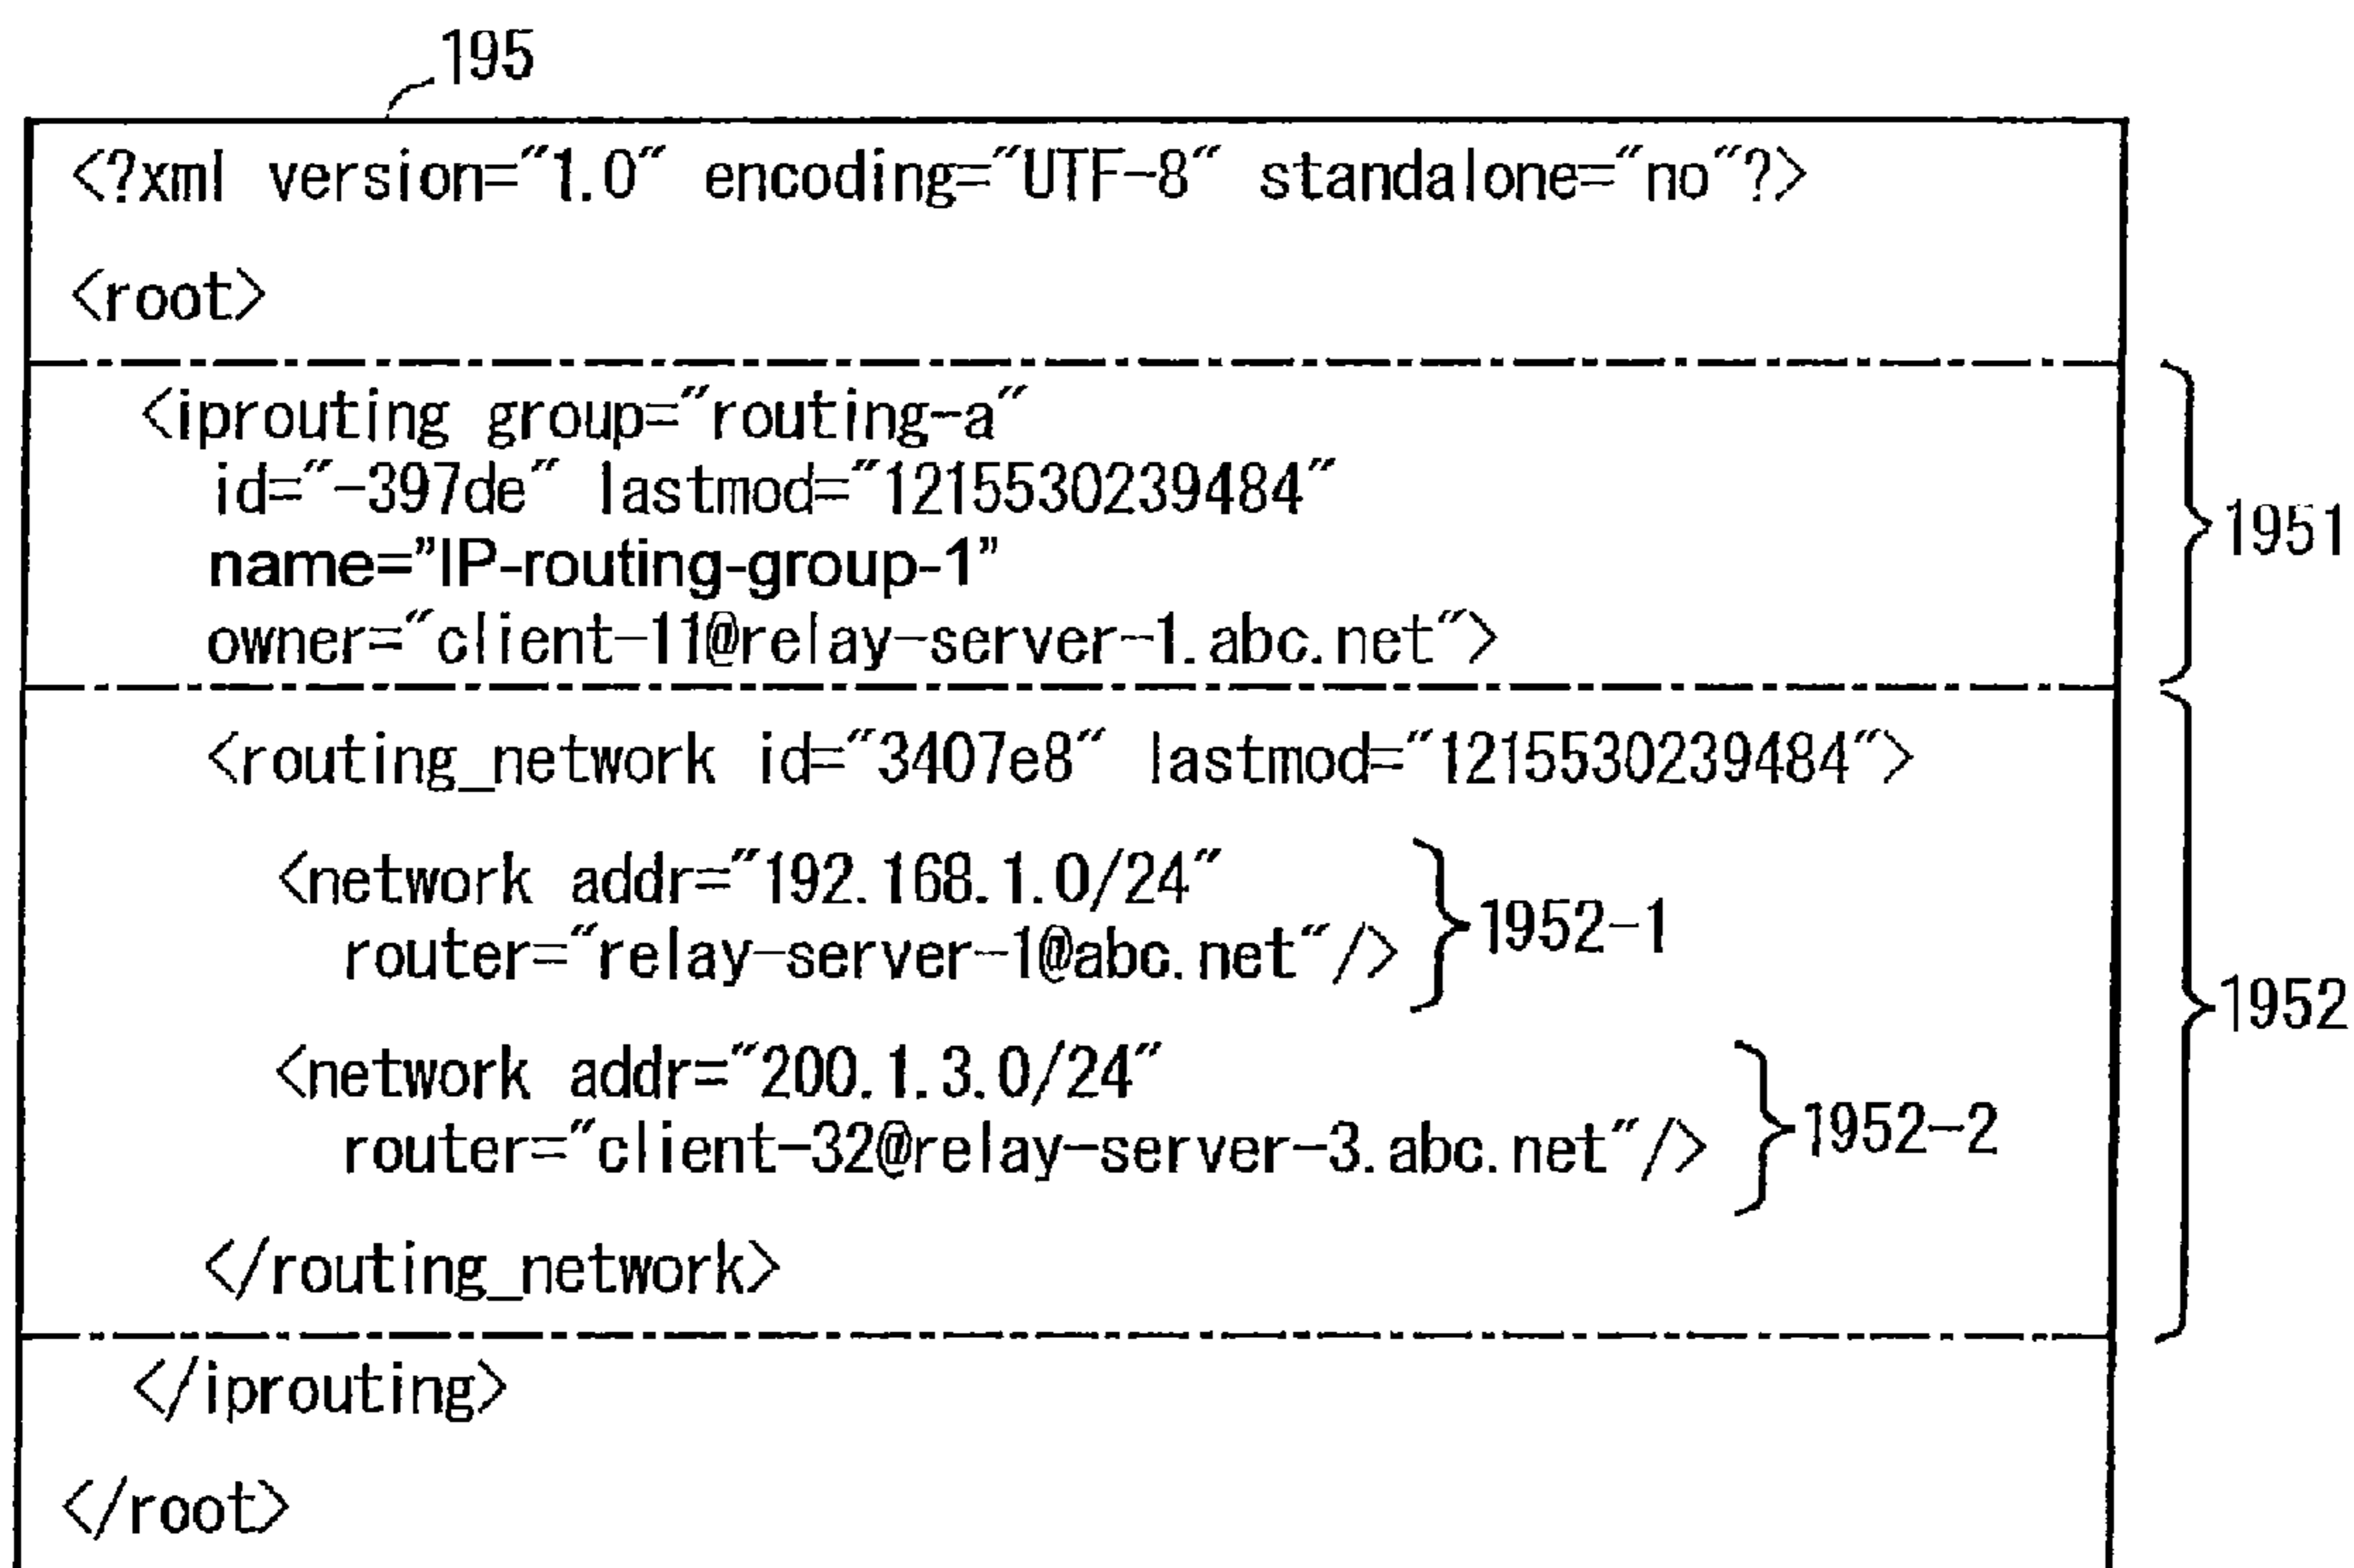 195
<?xml version="1.0" encoding="UTF-8" standalone="no"?>
<root>
<iprouting group="routing-a"
id="-397de" lastmod="1215530239484"
name="IP-routing-group-1"
owner="client-11@relay-server-1.abc.net">
1951
<routing_network id="3407e8" lastmod="1215530239484">
<network addr="192.168.1.0/24"
router="relay-server-1@abc.net"/>
1952-1
<network addr="200.1.3.0/24"
router="client-32@relay-server-3.abc.net"/>
1952-2
</routing_network>
1952
</iprouting>
</root>